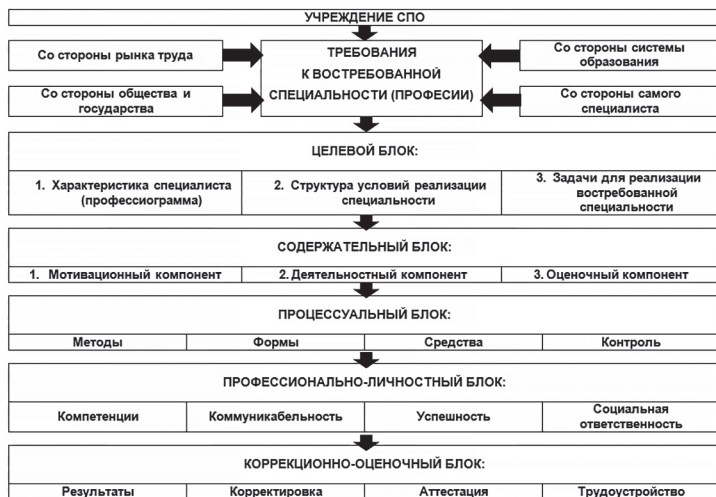 УЧРЕЖДЕНИЕ СПО
Со стороны рынка труда
ТРЕБОВАНИЯ
К ВОСТРЕБОВАННОЙ
СПЕЦИАЛЬНОСТИ (ПРОФЕСИИ)
Со стороны системы
образования
Со стороны общества и
государства
Со стороны самого
специалиста
ЦЕЛЕВОЙ БЛОК:
1. Характеристика специалиста
(профессиограмма)
2. Структура условий реализации
специальности
3. Задачи для реализации
востребованной
специальности
СОДЕРЖАТЕЛЬНЫЙ БЛОК:
1. Мотивационный компонент
2. Деятельностный компонент
3. Оценочный компонент
ПРОЦЕССУАЛЬНЫЙ БЛОК:
Методы
Формы
Средства
Контроль
ПРОФЕССИОНАЛЬНО-ЛИЧНОСТНЫЙ БЛОК:
Компетенции
Коммуникабельность
Успешность
Социальная
ответственность
КОРРЕКЦИОННО-ОЦЕНОЧНЫЙ БЛОК:
Результаты
Корректировка
Аттестация
Трудоустройство